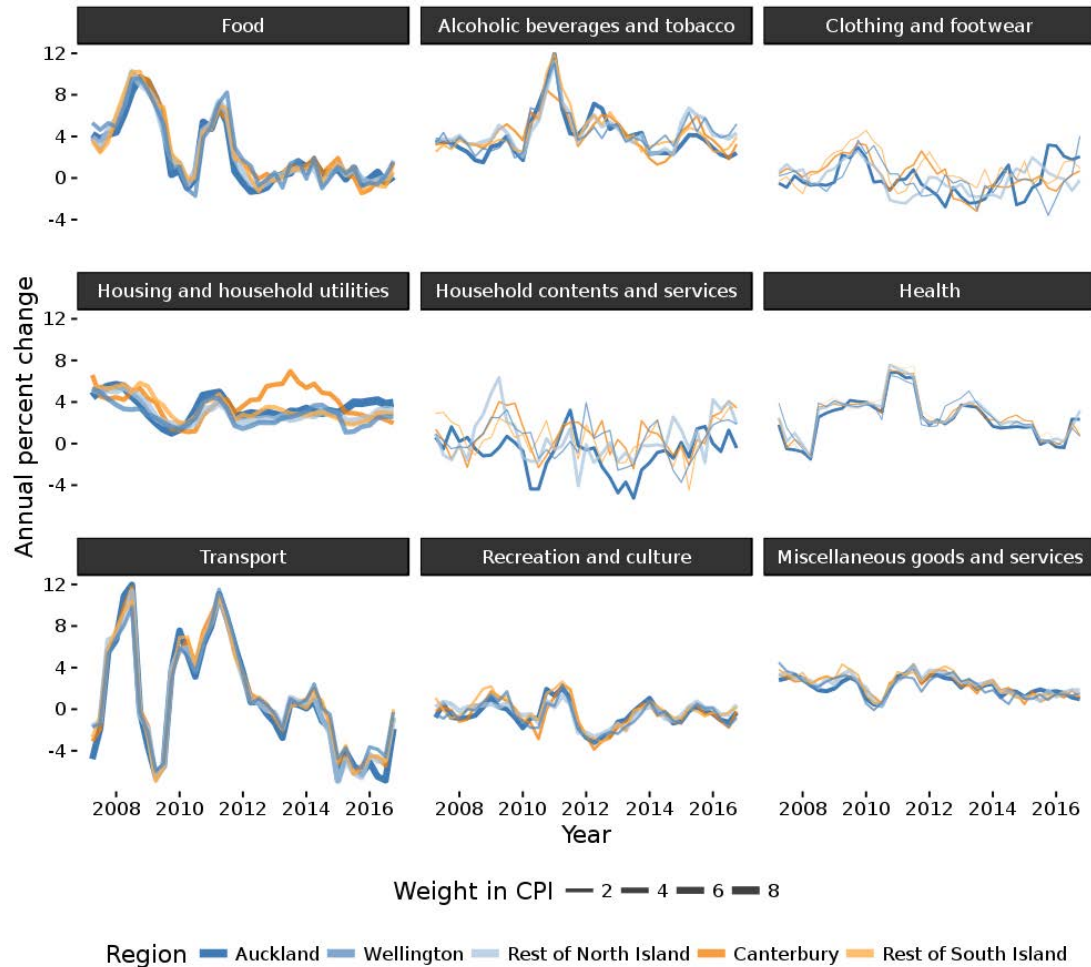 Food Alcoholic beverages and tobacco Clothing and footwear
12
8
4
0
-4
Housing and household utilities Household contents and services Health
12
8
4
0
-4
Annual percent change
Transport Recreation and culture Miscellaneous goods and services
12
8
4
0
-4
2008 2010 2012 2014 2016 2008 2010 2012 2014 2016 2008 2010 2012 2014 2016
Year
Weight in CPI 2 4 6 8
Region Auckland Wellington Rest of North Island Canterbury Rest of South Island